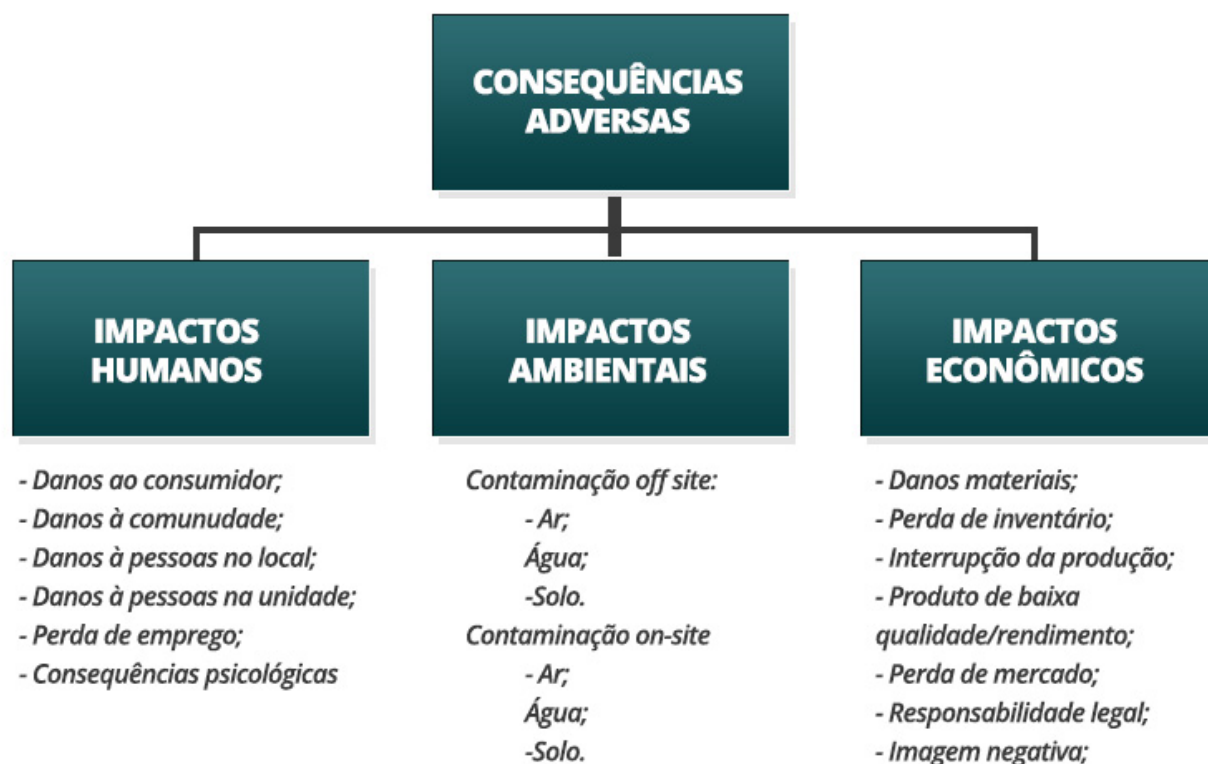 CONSEQUÊNCIAS
ADVERSAS
IMPACTOS
HUMANOS
- Danos ao consumidor;
- Danos à comunudade;
- Danos à pessoas no local;
- Danos à pessoas na unidade;
- Perda de emprego;
- Consequências psicológicas
IMPACTOS
AMBIENTAIS
Contaminação off site:
- Ar;
Água;
-Solo.
Contaminação on-site
- Ar;
Água;
-Solo.
IMPACTOS
ECONÔMICOS
- Danos materiais;
- Perda de inventário;
- Interrupção da produção;
- Produto de baixa
qualidade/rendimento;
- Perda de mercado;
- Responsabilidade legal;
- Imagem negativa;